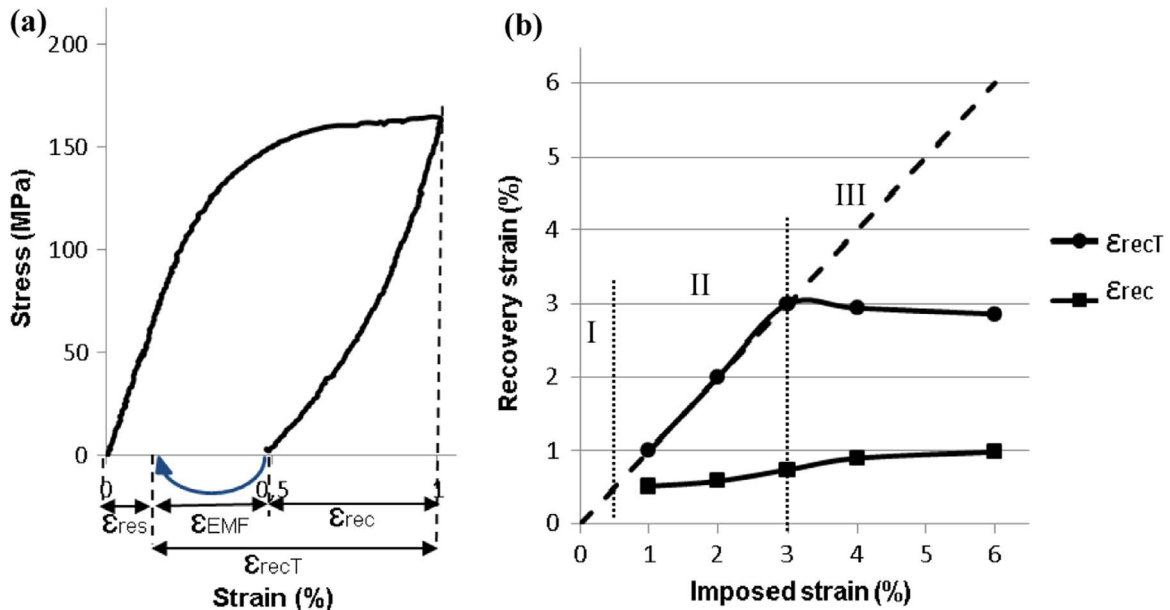 (a)
200
150
100
50
0
Stress (MPa)
0 0,5 1
εres εEMF εrec
εrecT
Strain (%)
(b)
6
5
4
3
2
1
0
Recovery strain (%)
I II III
εrecT
εrec
0 1 2 3 4 5 6
Imposed strain (%)